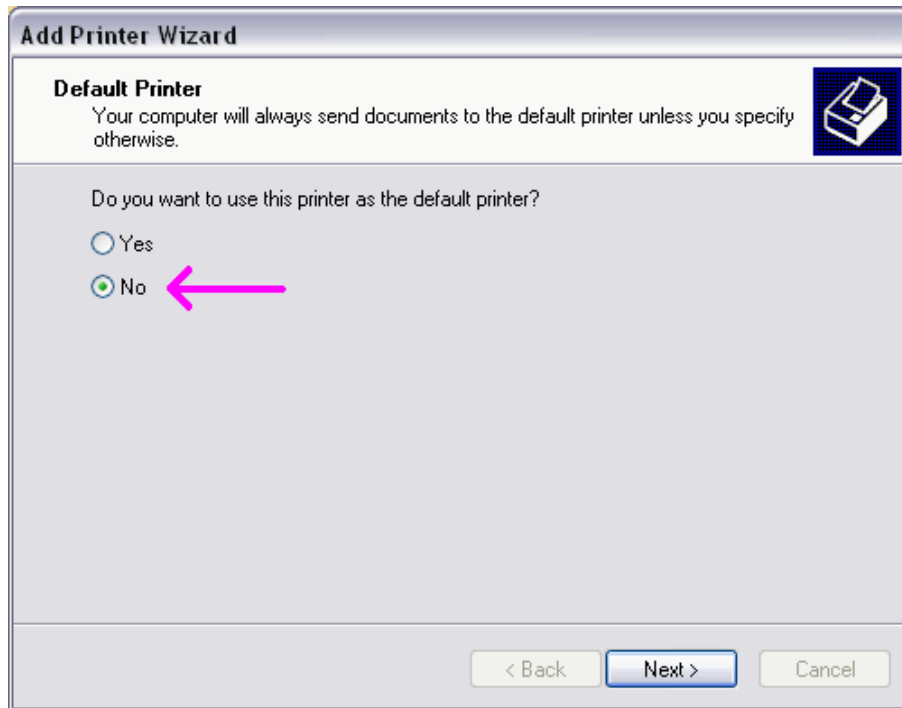 Add Printer Wizard
Default Printer
Your computer will always send documents to the default printer unless you specify
otherwise.
Do you want to use this printer as the default printer?
Yes
No
< Back Next > Cancel